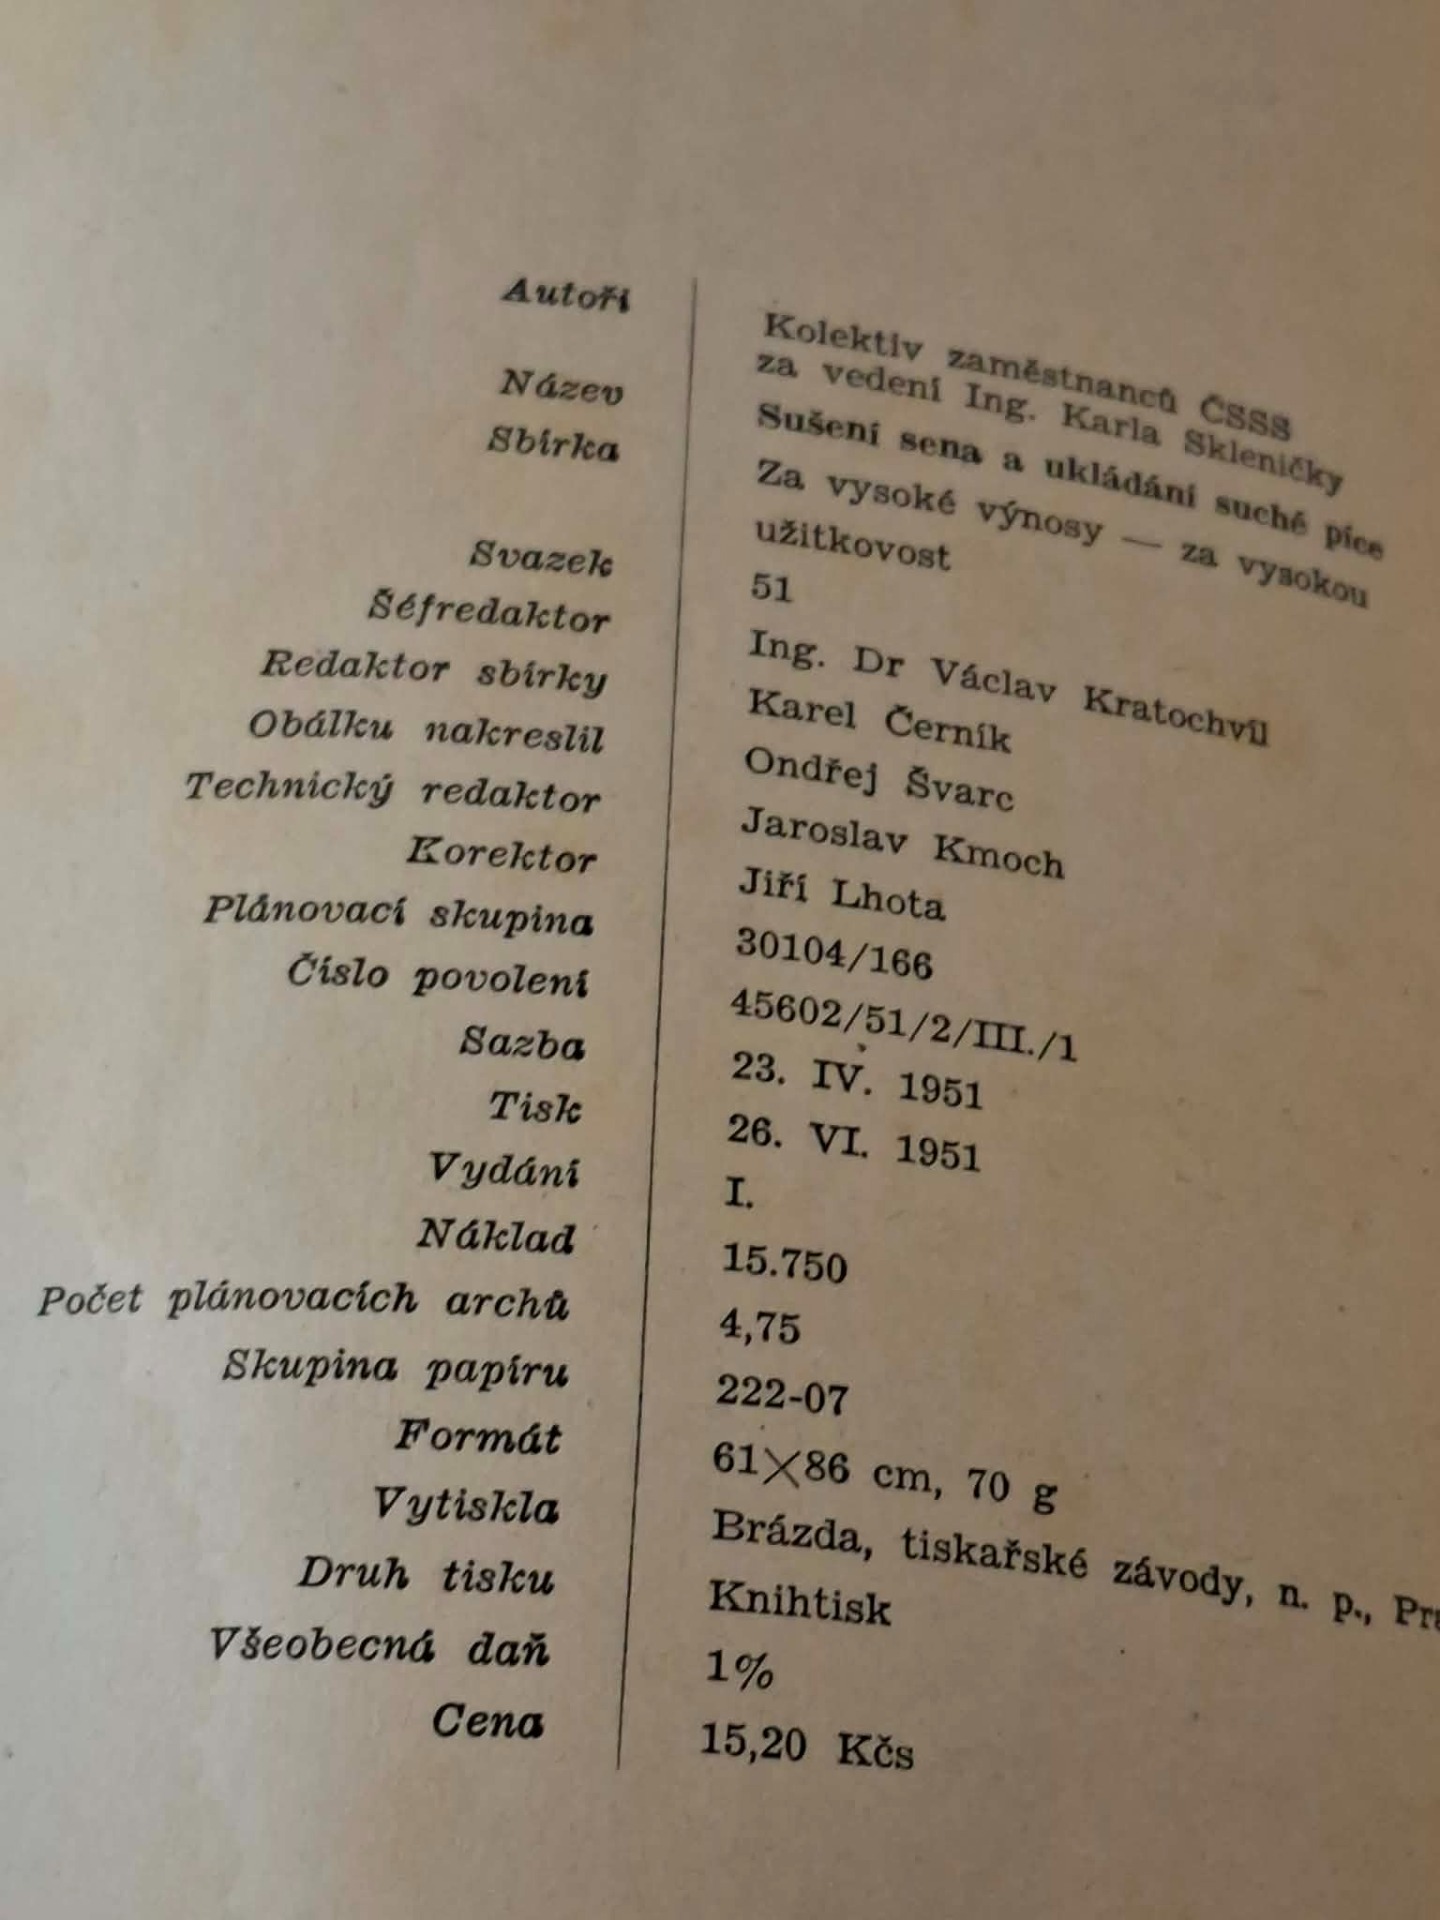 Autoři Kolektiv zaměstnanců ČSSS
za vedení Ing. Karla Skleničky
Název Sušení sena a ukládání suché píce
Sbírka Za vysoké výnosy — za vysokou
užitkovost
Svazek 51
Šéfredaktor Ing. Dr Václav Kratochvíl
Redaktor sbírky Karel Černík
Obálku nakreslil Ondřej Švarc
Technický redaktor Jaroslav Kmoch
Korektor Jiří Lhota
Plánovací skupina 30104/166
Číslo povolení 45602/51/2/III./1
Sazba 23. IV. 1951
Tisk 26. VI. 1951
Vydání I.
Náklad 15.750
Počet plánovacích archů 4,75
Skupina papíru 222-07
Formát 61×86 cm, 70 g
Vytiskla Brázda, tiskařské závody, n. p.,
Druh tisku Knihtisk
Všeobecná daň 1%
Cena 15,20 Kčs